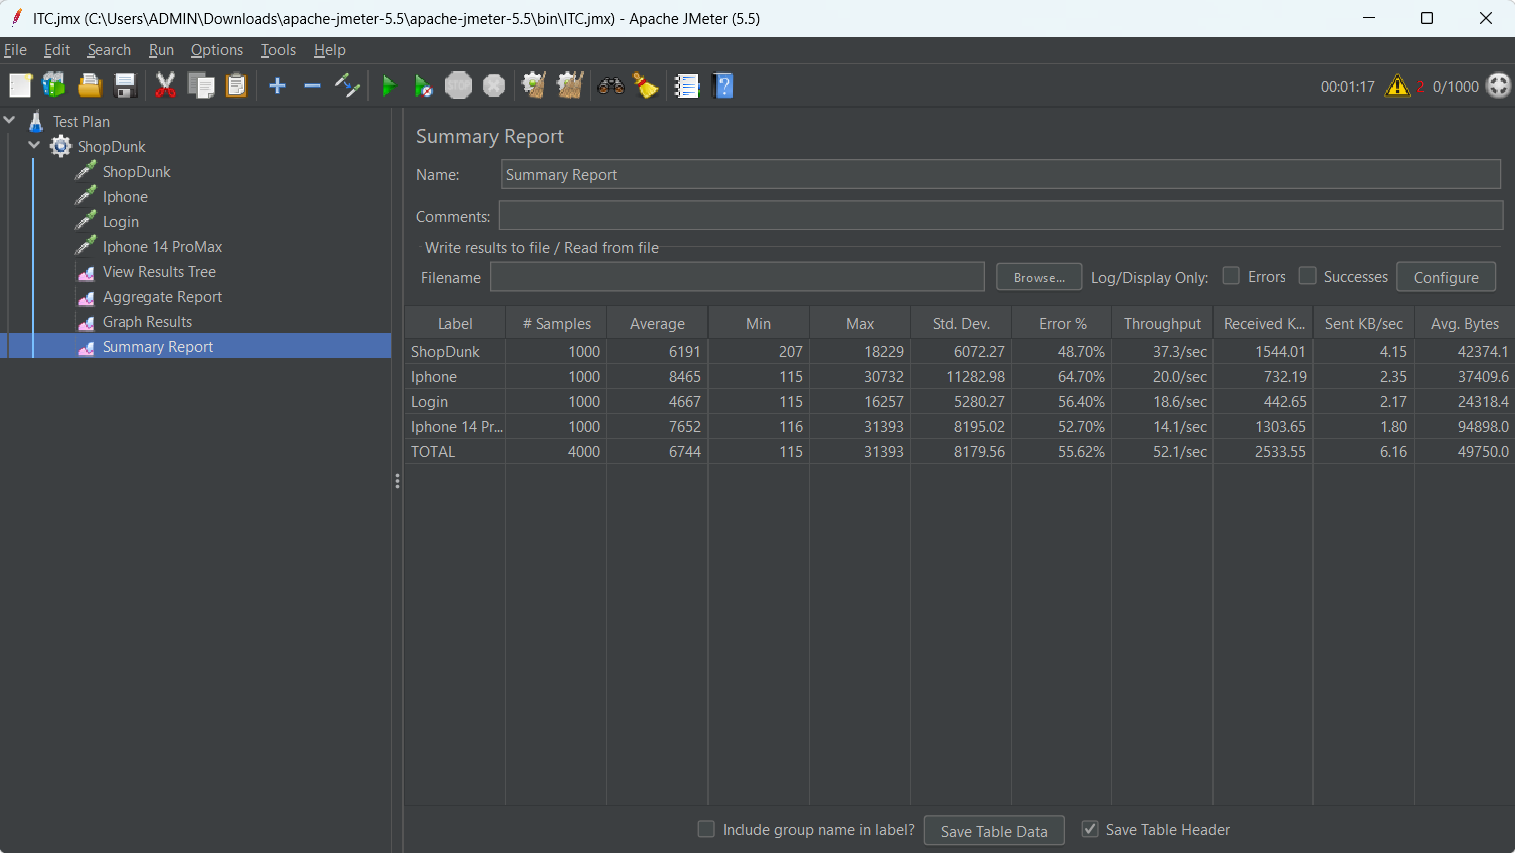 ITC.jmx (C:\Users\ADMIN\Downloads\apache-jmeter-5.5\apache-jmeter-5.5\bin\ITC.jmx) - Apache JMeter (5.5)
File Edit Search Run Options Tools Help
STOP 00:01:17 2 0/1000
Test Plan
ShopDunk
ShopDunk
Iphone
Login
Iphone 14 ProMax
View Results Tree
Aggregate Report
Graph Results
Summary Report
Summary Report
Name: Summary Report
Comments:
Write results to file / Read from file
Filename Browse... Log/Display Only: Errors Successes Configure
Label # Samples Average Min Max Std. Dev. Error % Throughput Received K... Sent KB/sec Avg. Bytes
ShopDunk 1000 6191 207 18229 6072.27 48.70% 37.3/sec 1544.01 4.15 42374.1
Iphone 1000 8465 115 30732 11282.98 64.70% 20.0/sec 732.19 2.35 37409.6
Login 1000 4667 115 16257 5280.27 56.40% 18.6/sec 442.65 2.17 24318.4
Iphone 14 Pr... 1000 7652 116 31393 8195.02 52.70% 14.1/sec 1303.65 1.80 94898.0
TOTAL 4000 6744 115 31393 8179.56 55.62% 52.1/sec 2533.55 6.16 49750.0
Include group name in label? Save Table Data Save Table Header